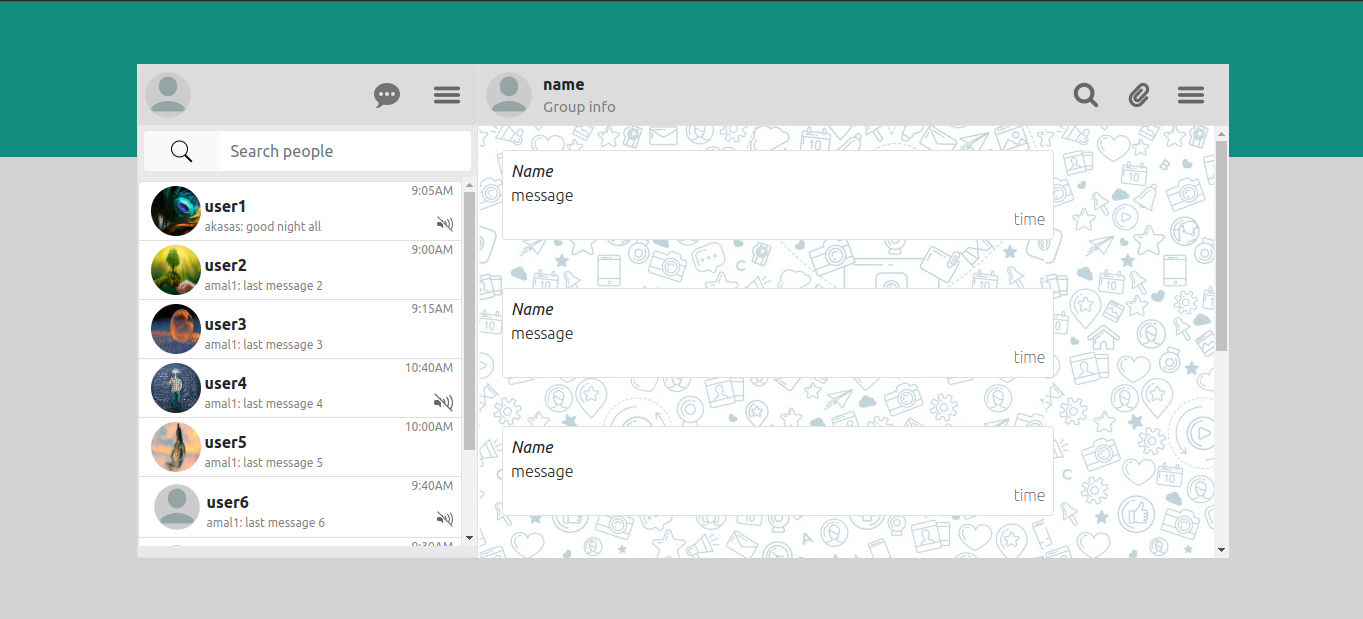 name
Group info
Search people
9:05AM
user1
akasas: good night all
9:00AM
user2
amal1: last message 2
9:15AM
user3
amal1: last message 3
10:40AM
user4
amal1: last message 4
10:00AM
user5
amal1: last message 5
9:40AM
user6
amal1: last message 6
9:30AM
Name
message
time
Name
message
time
Name
message
time